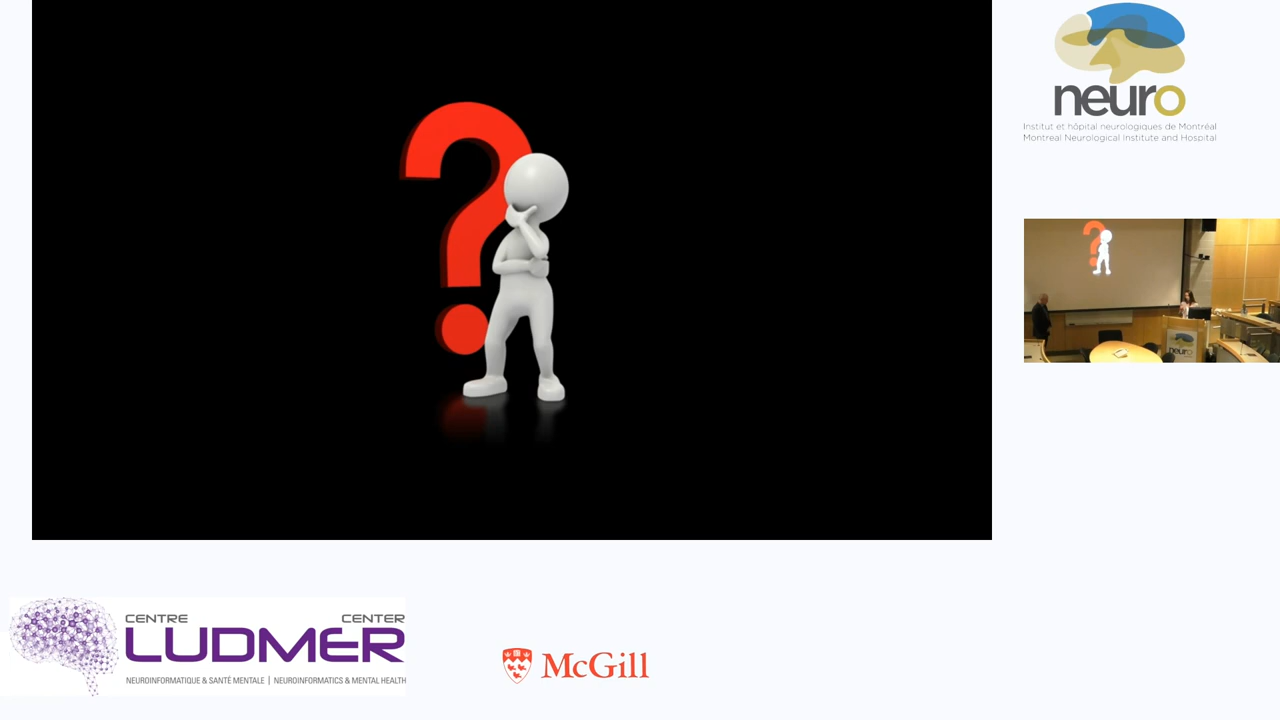 ?
neuro
Institut et hôpital neurologiques de Montréal
Montreal Neurological Institute and Hospital
neuro
CENTRE CENTER
LUDMER
NEUROINFORMATIQUE & SANTÉ MENTALE | NEUROINFORMATICS & MENTAL HEALTH
McGill